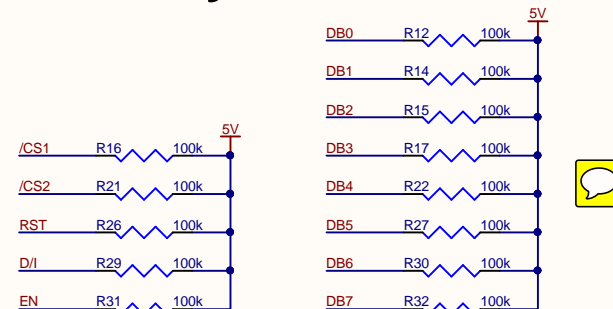 5V
DB0 R12 100k
DB1 R14 100k
DB2 R15 100k
5V
/CS1 R16 100k
DB3 R17 100k
/CS2 R21 100k
DB4 R22 100k
RST R26 100k
DB5 R27 100k
D/I R29 100k
DB6 R30 100k
EN R31 100k
DB7 R32 100k